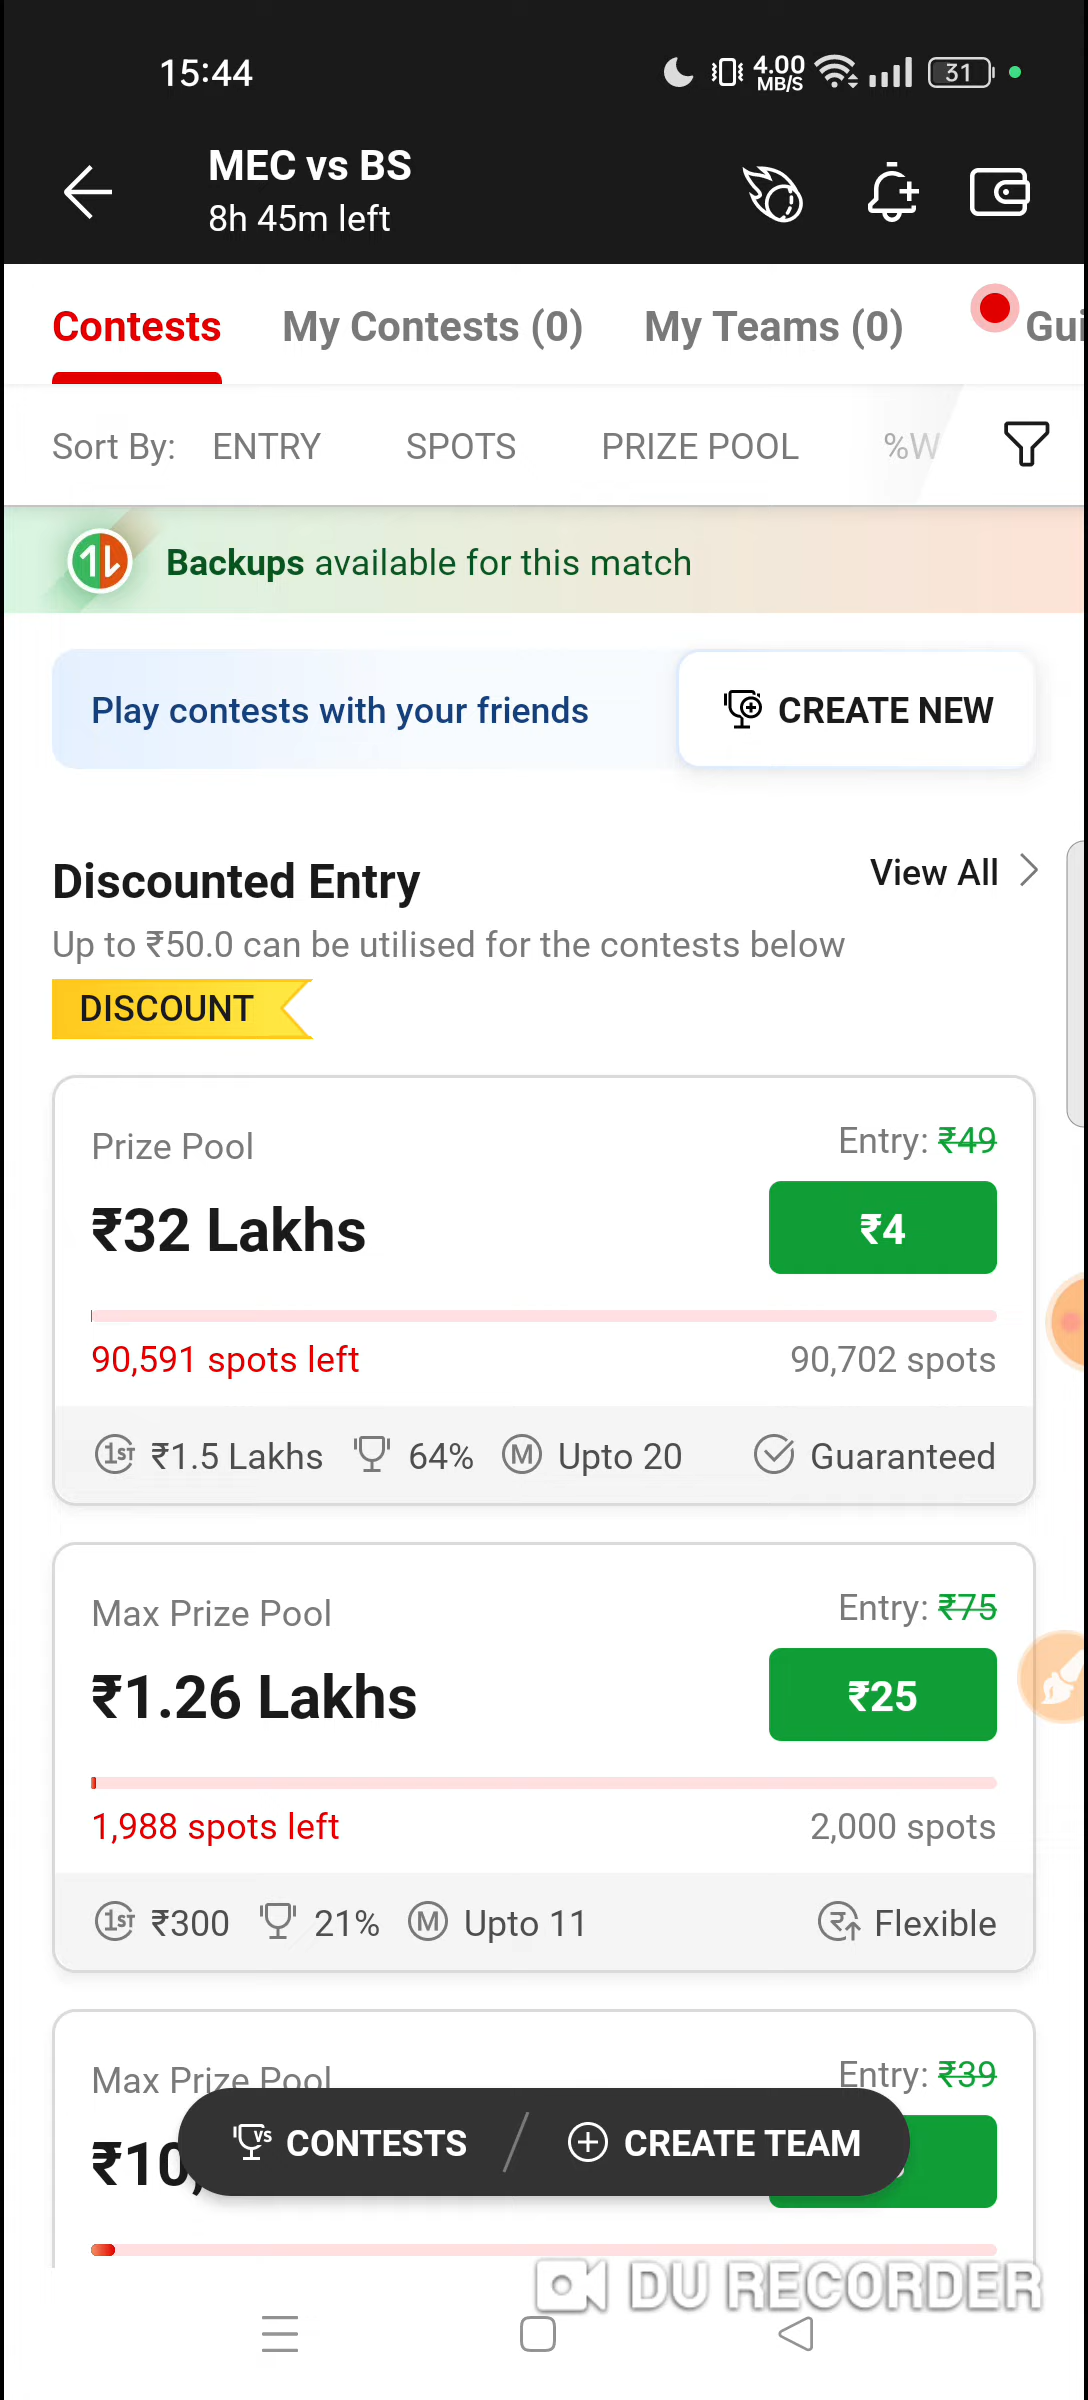 15:44
4.00
MB/S
31
MEC vs BS
8h 45m left
Contests
My Contests (0)
My Teams (0)
Gui
Sort By:
ENTRY
SPOTS
PRIZE POOL
%W
Backups available for this match
Play contests with your friends
CREATE NEW
Discounted Entry
View All
Up to ₹50.0 can be utilised for the contests below
DISCOUNT
Prize Pool
Entry: ₹49
₹32 Lakhs
₹4
90,591 spots left
90,702 spots
1ST ₹1.5 Lakhs
64%
M Upto 20
Guaranteed
Max Prize Pool
Entry: ₹75
₹1.26 Lakhs
₹25
1,988 spots left
2,000 spots
1ST ₹300
21%
M Upto 11
Flexible
Max Prize Pool
Entry: ₹39
₹10,
VS CONTESTS
CREATE TEAM
DU RECORDER